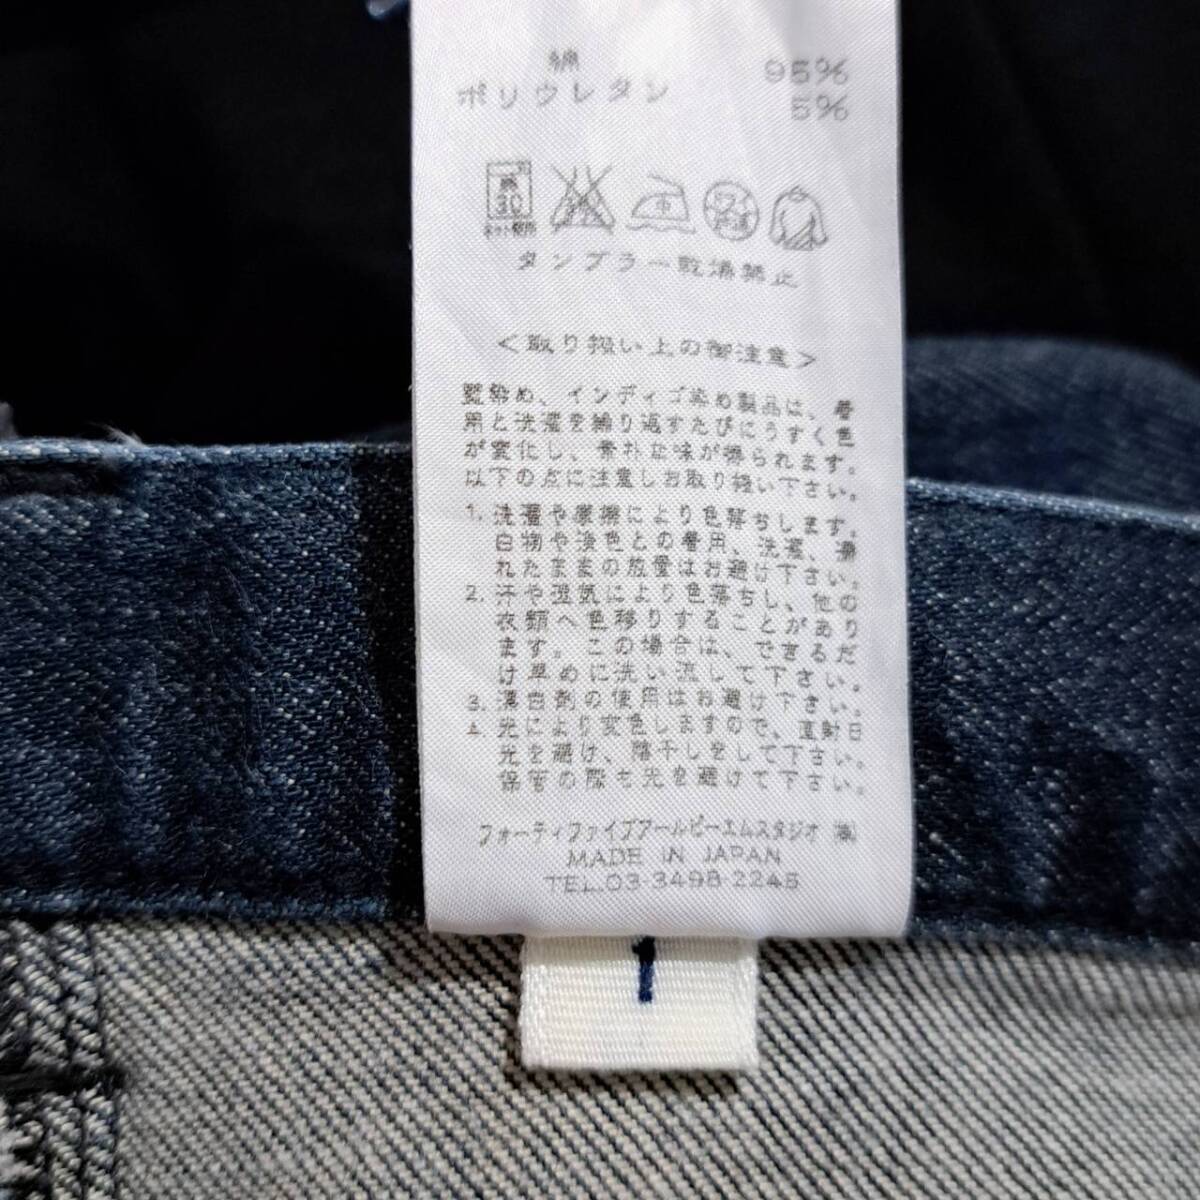 綿 95%
ポリウレタン 5%
30
ネット使用
中
タンブラー乾燥禁止
<取り扱い上の御注意>
藍染め、インディゴ染め製品は、着
用と洗濯を繰り返すたびにうすく色
が変化し、素朴な味が得られます。
以下の点に注意しお取り扱い下さい。
1. 洗濯や摩擦により色落ちします。
白物や淡色との着用、洗濯、濡
れたままの放置はお避け下さい。
2. 汗や湿気により色落ちし、他の
衣類へ色移りすることがあり
ます。この場合は、できるだ
け早めに洗い流して下さい。
3. 漂白剤の使用はお避け下さい。
4. 光により変色しますので、直射日
光を避け、陰干しをして下さい。
保管の際も光を避けて下さい。
フォーティファイブアールピーエムスタジオ ㈱
MADE IN JAPAN
TEL.03-3498-2248
1